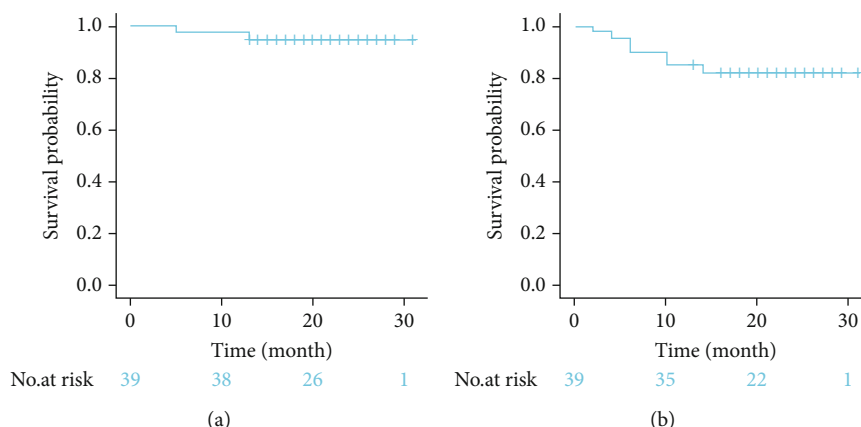 1.0
0.8
0.6
0.4
0.2
0.0
Survival probability
0 10 20 30
Time (month)
No.at risk 39 38 26 1
(a)
1.0
0.8
0.6
0.4
0.2
0.0
Survival probability
0 10 20 30
Time (month)
No.at risk 39 35 22 1
(b)